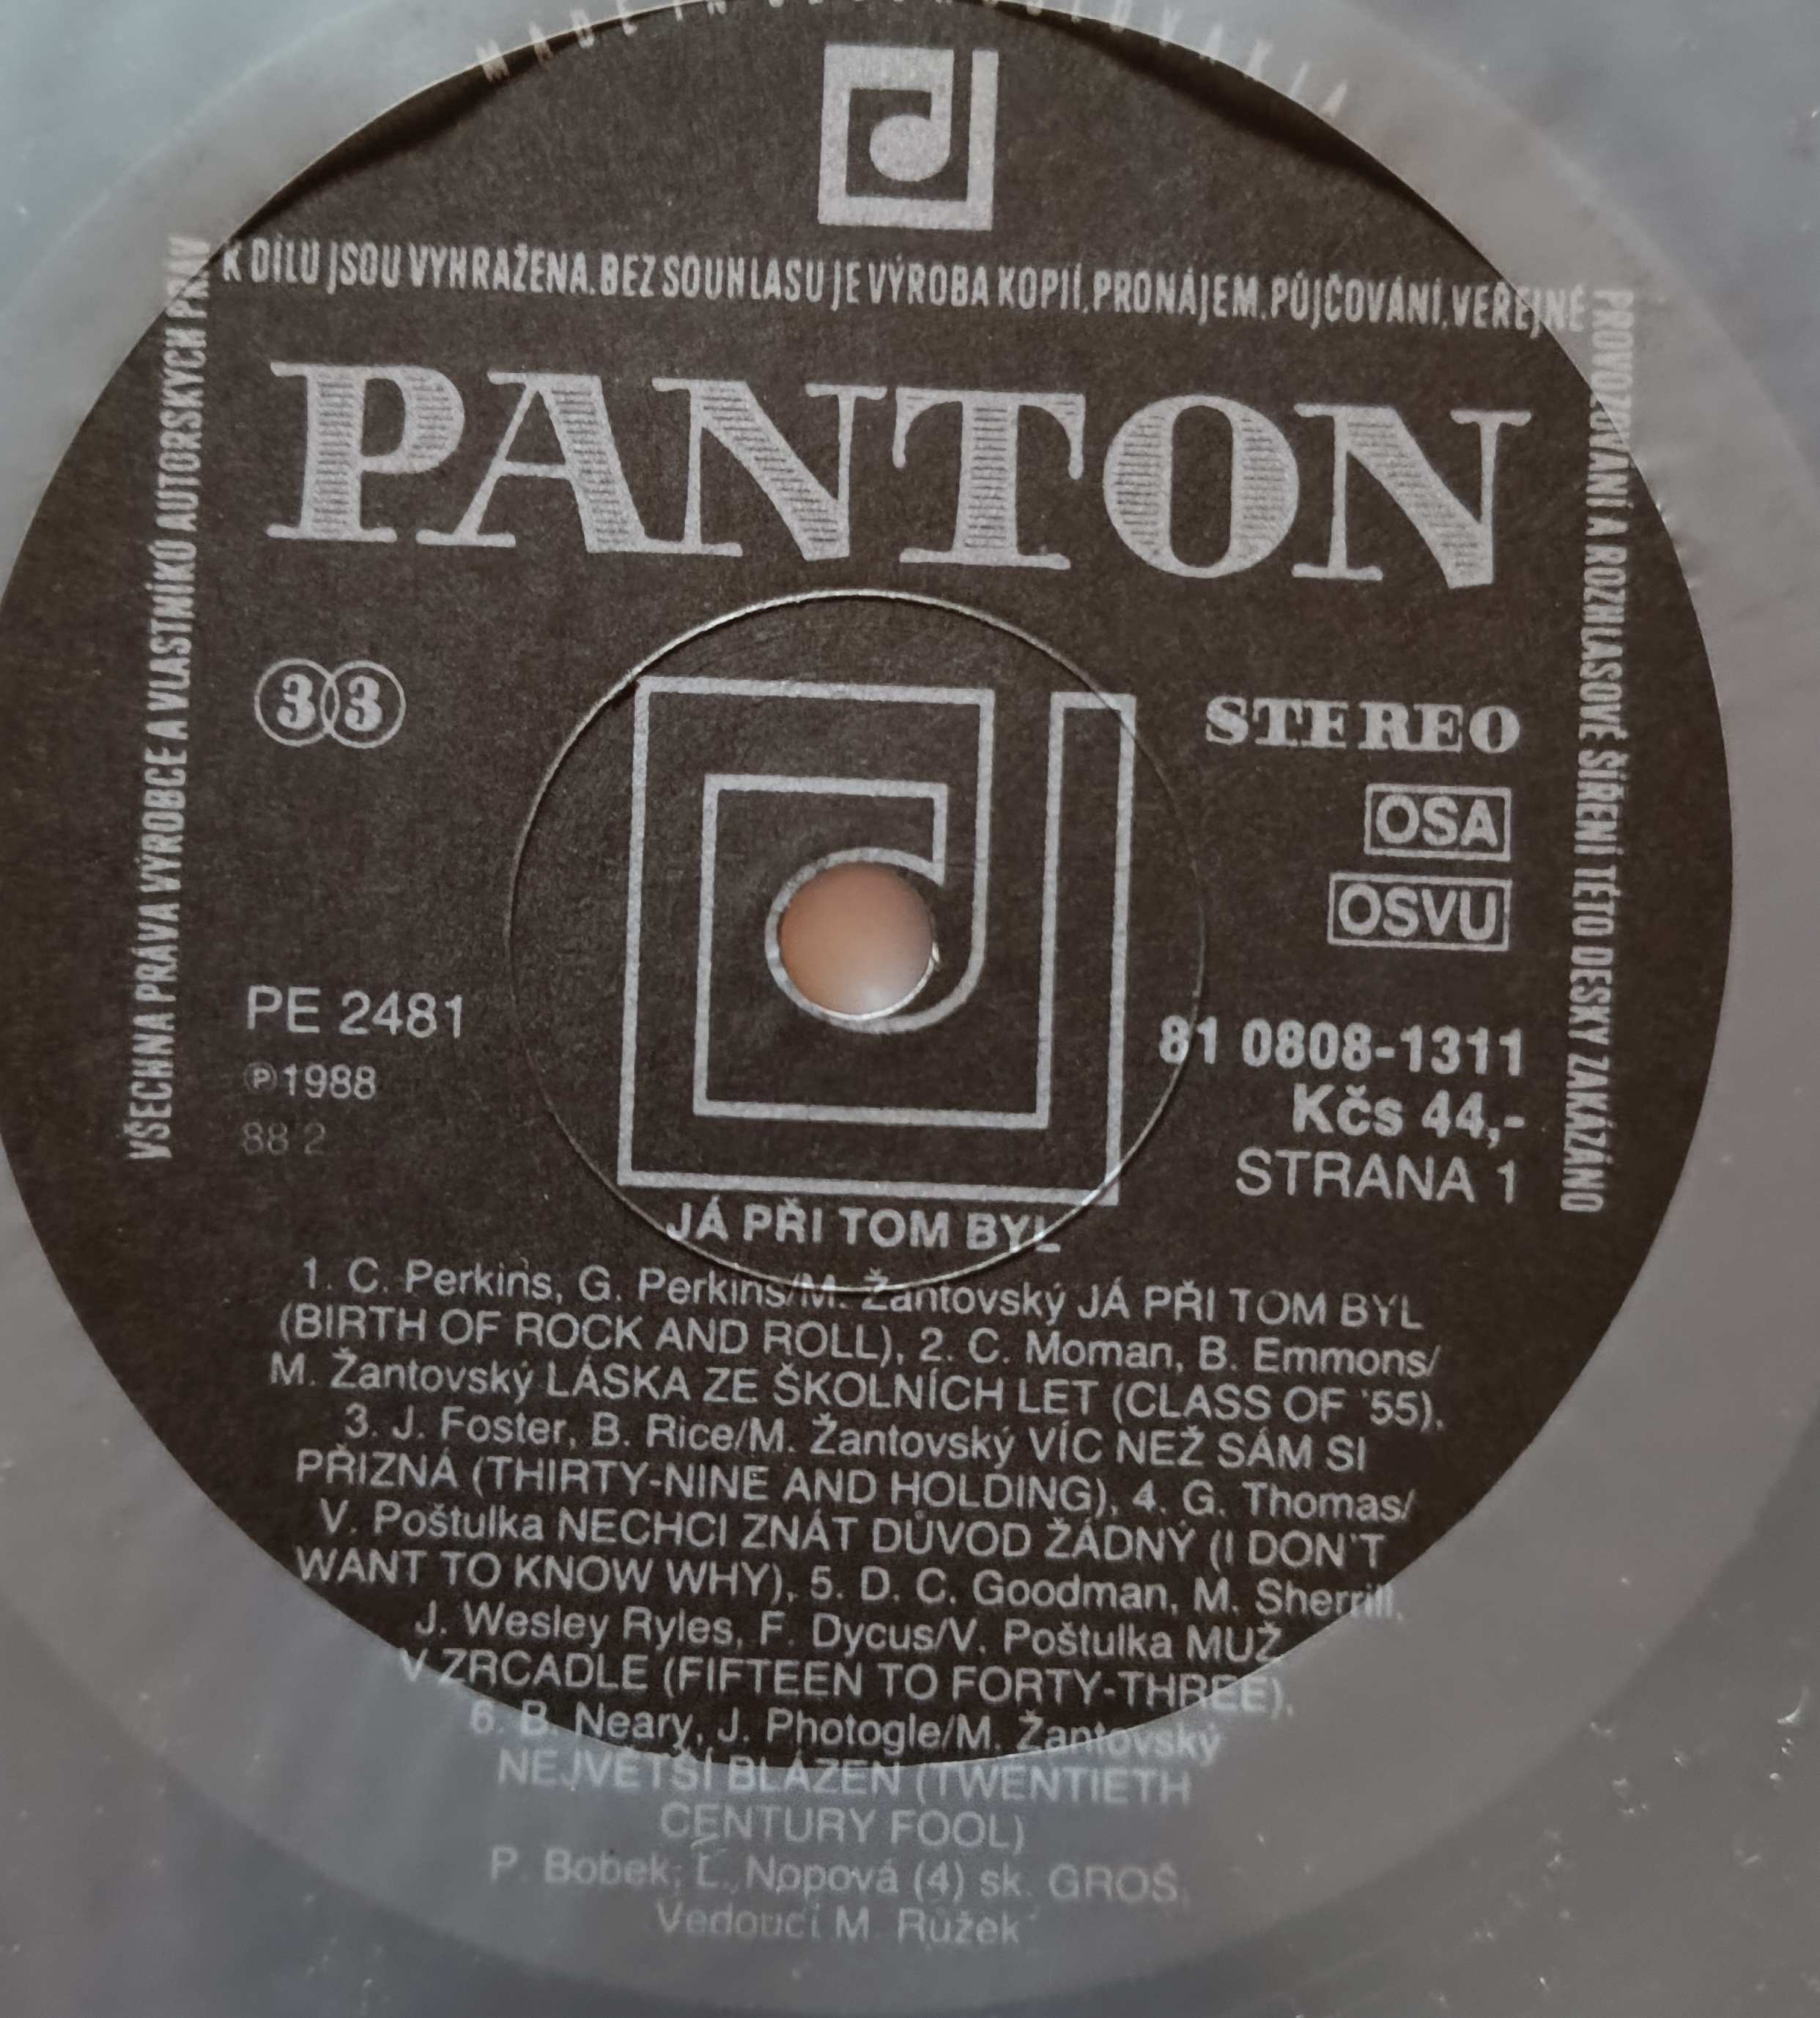 MADE IN CZECHOSLOVAKIA
VŠECHNA PRÁVA VÝROBCE A VLASTNÍKŮ AUTORSKÝCH PRÁV
K DÍLU JSOU VYHRAŽENA. BEZ SOUHLASU JE VÝROBA KOPIÍ, PRONÁJEM, PŮJČOVÁNÍ, VEŘEJNÉ
PROVOZOVÁNÍ A ROZHLASOVÉ ŠÍŘENÍ TÉTO DESKY ZAKÁZÁNO
PANTON
33
STEREO
OSA
OSVU
PE 2481
Ⓟ1988
88 2
81 0808-1311
Kčs 44,-
STRANA 1
JÁ PŘI TOM BYL
1. C. Perkins, G. Perkins/M. Žantovský JÁ PŘI TOM BYL
(BIRTH OF ROCK AND ROLL), 2. C. Moman, B. Emmons/
M. Žantovský LÁSKA ZE ŠKOLNÍCH LET (CLASS OF '55),
3. J. Foster, B. Rice/M. Žantovský VÍC NEŽ SÁM SI
PŘIZNÁ (THIRTY-NINE AND HOLDING), 4. G. Thomas/
V. Poštulka NECHCI ZNÁT DŮVOD ŽÁDNÝ (I DON'T
WANT TO KNOW WHY), 5. D. C. Goodman, M. Sherrill,
J. Wesley Ryles, F. Dycus/V. Poštulka MUŽ
V ZRCADLE (FIFTEEN TO FORTY-THREE),
6. B. Neary, J. Photogle/M. Žantovský
NEJVĚTŠÍ BLÁZEN (TWENTIETH
CENTURY FOOL)
P. Bobek, L. Nopová (4) sk. GROŠ,
Vedoucí M. Růžek